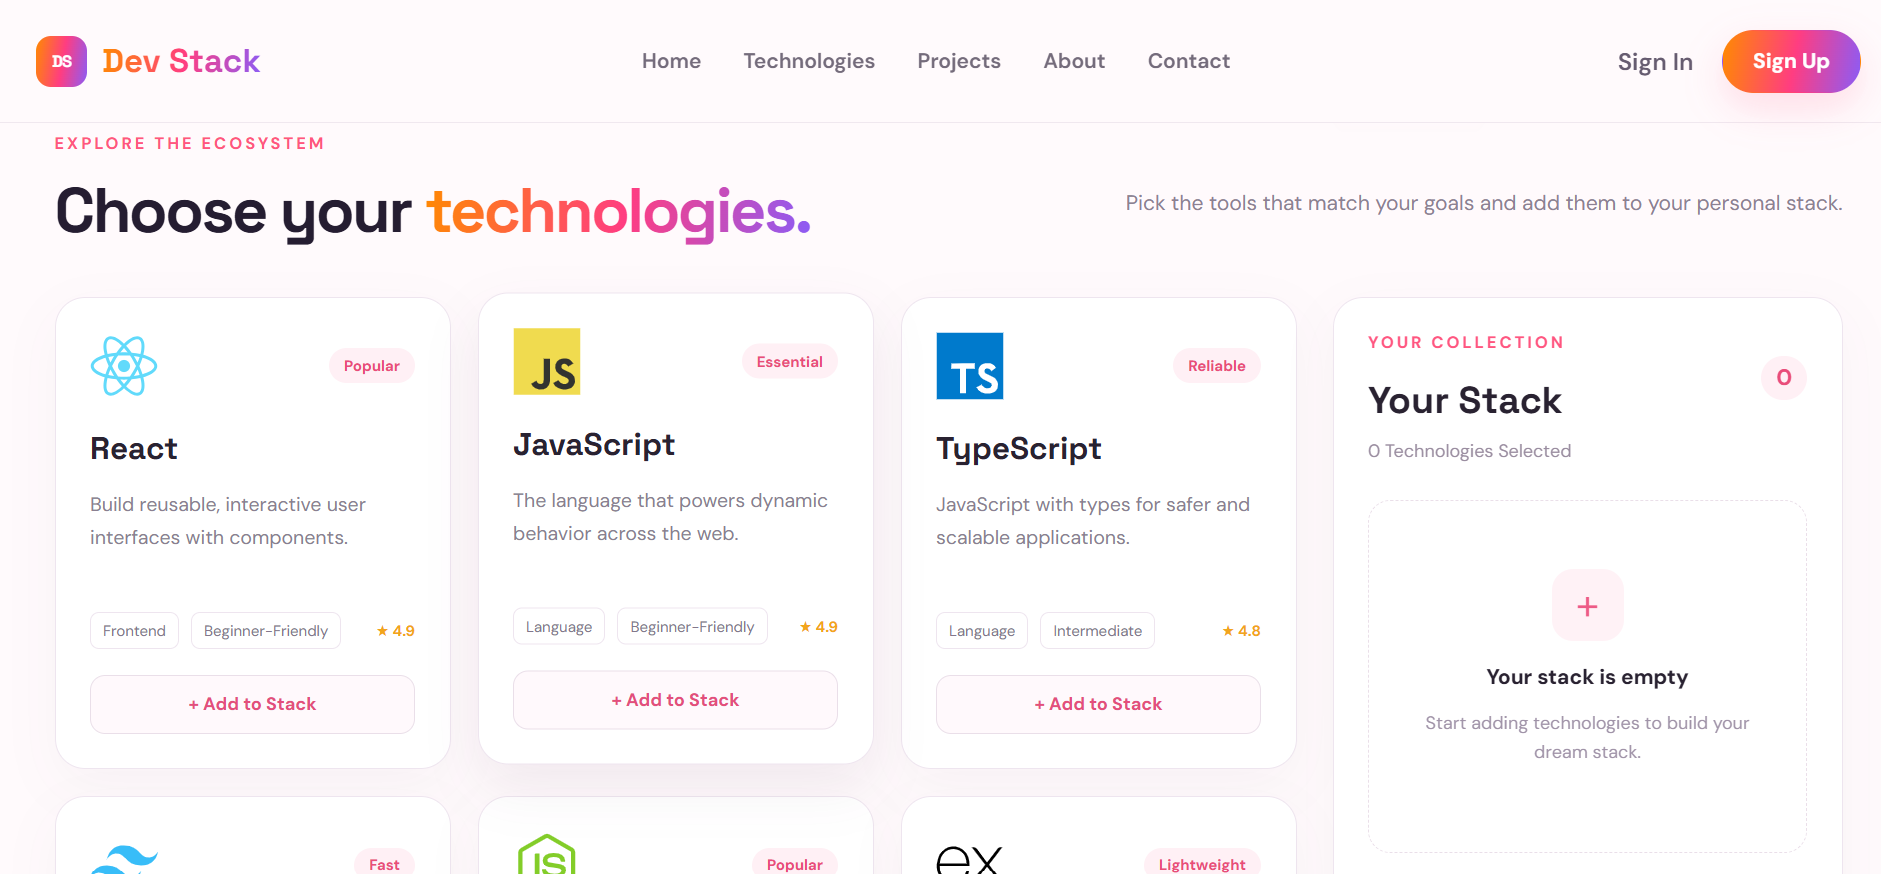 DS Dev Stack Home Technologies Projects About Contact Sign In Sign Up
EXPLORE THE ECOSYSTEM
Choose your technologies.
Pick the tools that match your goals and add them to your personal stack.
Popular
React
Build reusable, interactive user
interfaces with components.
Frontend Beginner-Friendly ★ 4.9
+ Add to Stack
JS Essential
JavaScript
The language that powers dynamic
behavior across the web.
Language Beginner-Friendly ★ 4.9
+ Add to Stack
TS Reliable
TypeScript
JavaScript with types for safer and
scalable applications.
Language Intermediate ★ 4.8
+ Add to Stack
YOUR COLLECTION
Your Stack
0
0 Technologies Selected
+
Your stack is empty
Start adding technologies to build your
dream stack.
Fast
JS Popular
ex Lightweight